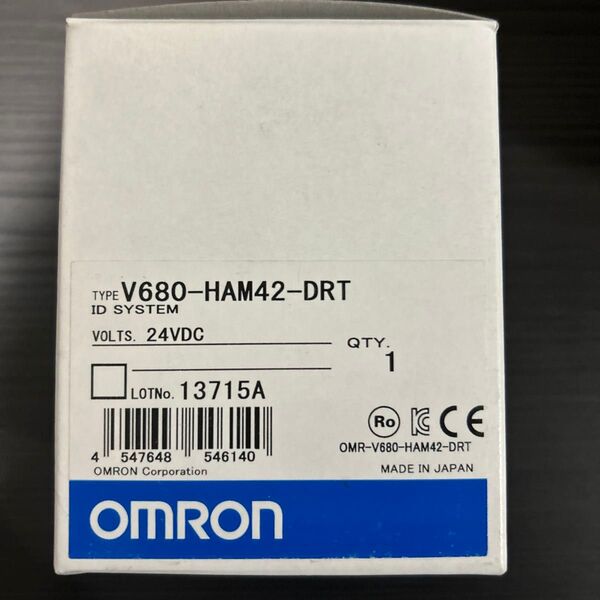 TYPE V680-HAM42-DRT
ID SYSTEM
VOLTS. 24VDC
QTY.
1
LOTNo. 13715A
Ro CE
4 547648 546140
OMR-V680-HAM42-DRT
OMRON Corporation
MADE IN JAPAN
OMRON